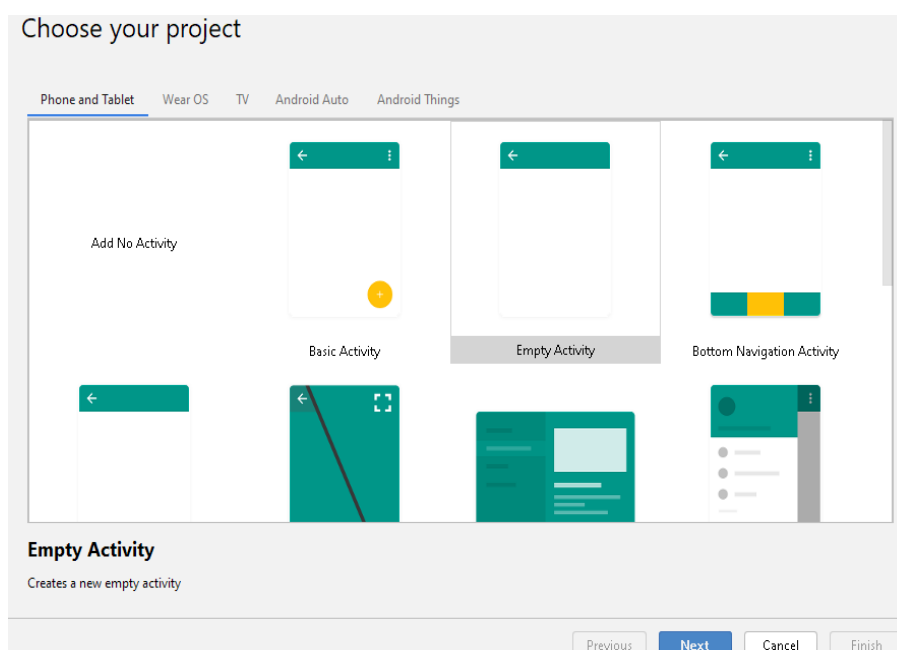 Choose your project
Phone and Tablet Wear OS TV Android Auto Android Things
Add No Activity
Basic Activity Empty Activity Bottom Navigation Activity
Empty Activity
Creates a new empty activity
Previous Next Cancel Finish